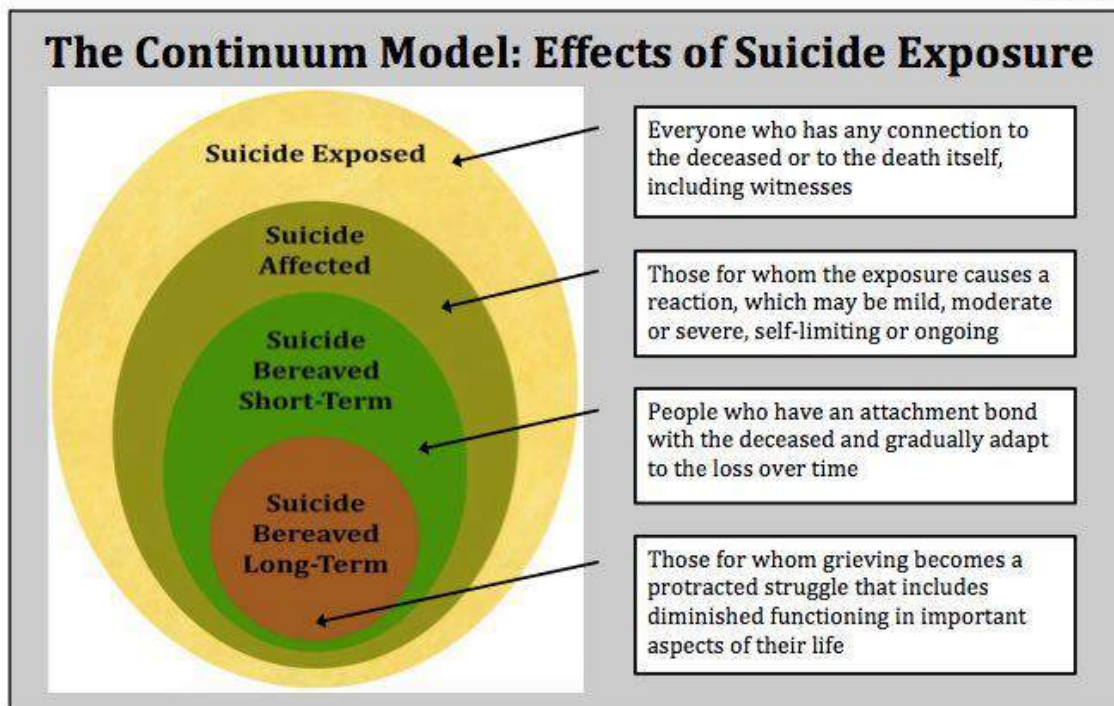 The Continuum Model: Effects of Suicide Exposure
Suicide Exposed
Everyone who has any connection to
the deceased or to the death itself,
including witnesses
Suicide
Affected
Those for whom the exposure causes a
reaction, which may be mild, moderate
or severe, self-limiting or ongoing
Suicide
Bereaved
Short-Term
People who have an attachment bond
with the deceased and gradually adapt
to the loss over time
Suicide
Bereaved
Long-Term
Those for whom grieving becomes a
protracted struggle that includes
diminished functioning in important
aspects of their life